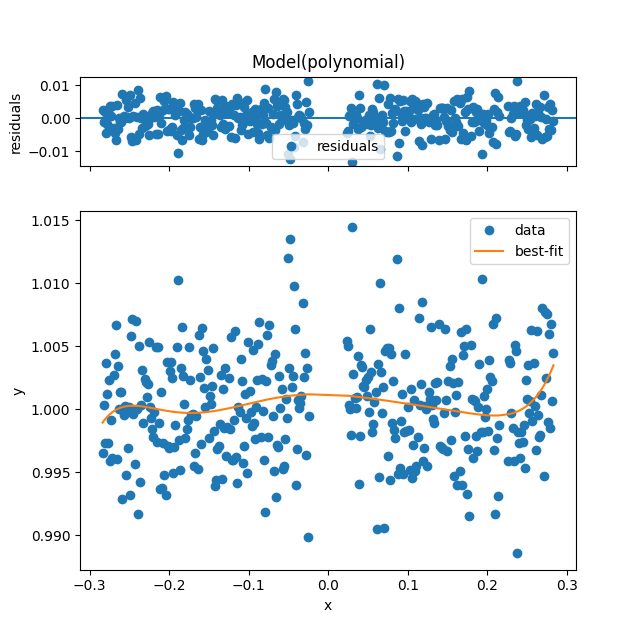 Model(polynomial)
0.01
0.00
−0.01
residuals
residuals
1.015
1.010
1.005
1.000
0.995
0.990
y
data
best-fit
−0.3 −0.2 −0.1 0.0 0.1 0.2 0.3
x